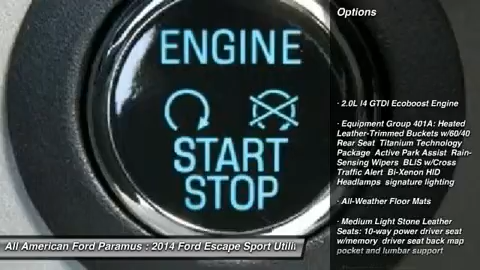 ENGINE
START
STOP
Options
· 2.0L I4 GTDi Ecoboost Engine
· Equipment Group 401A: Heated
Leather-Trimmed Buckets w/60/40
Rear Seat Titanium Technology
Package Active Park Assist Rain-
Sensing Wipers BLIS w/Cross
Traffic Alert Bi-Xenon HID
Headlamps signature lighting
· All-Weather Floor Mats
· Medium Light Stone Leather
Seats: 10-way power driver seat
w/memory driver seat back map
pocket and lumbar support
All American Ford Paramus : 2014 Ford Escape Sport Utili